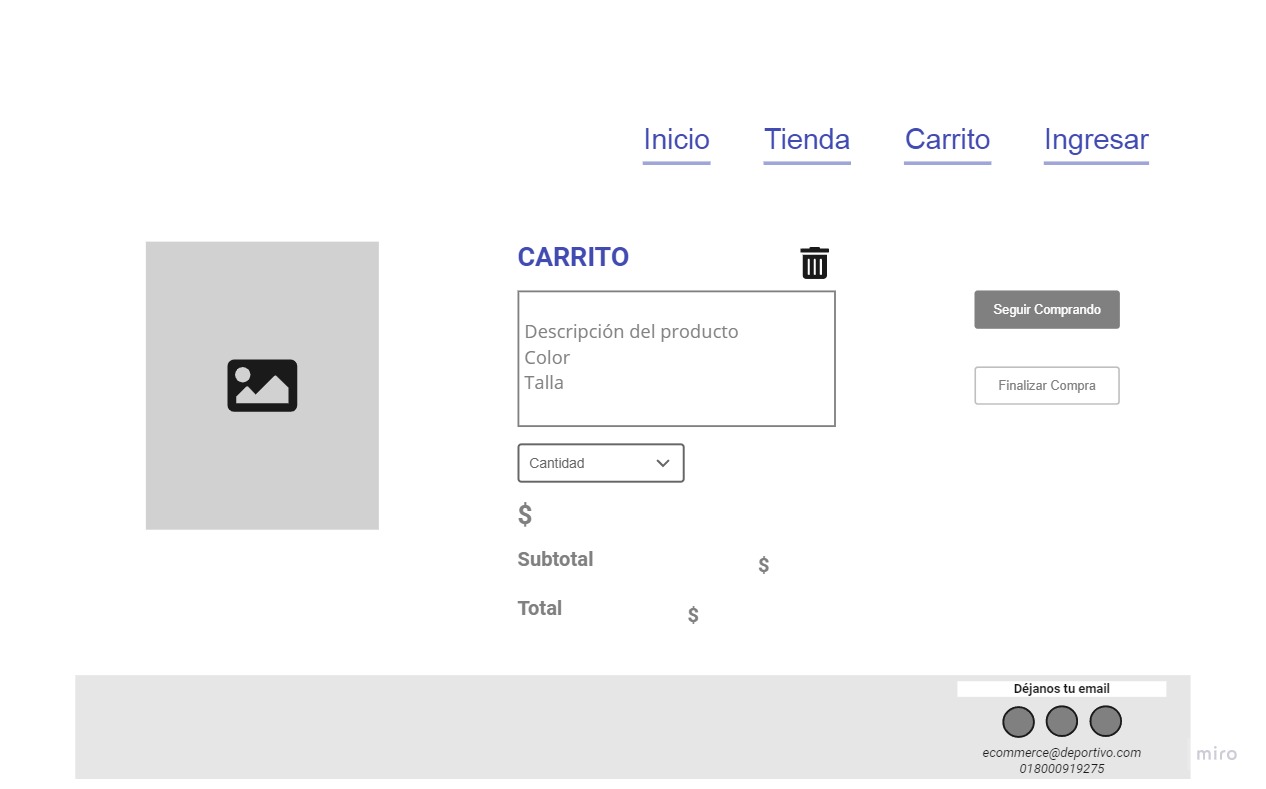 Inicio Tienda Carrito Ingresar
CARRITO
Descripción del producto
Color
Talla
Seguir Comprando
Finalizar Compra
Cantidad
$
Subtotal $
Total $
Déjanos tu email
ecommerce@deportivo.com
018000919275
miro